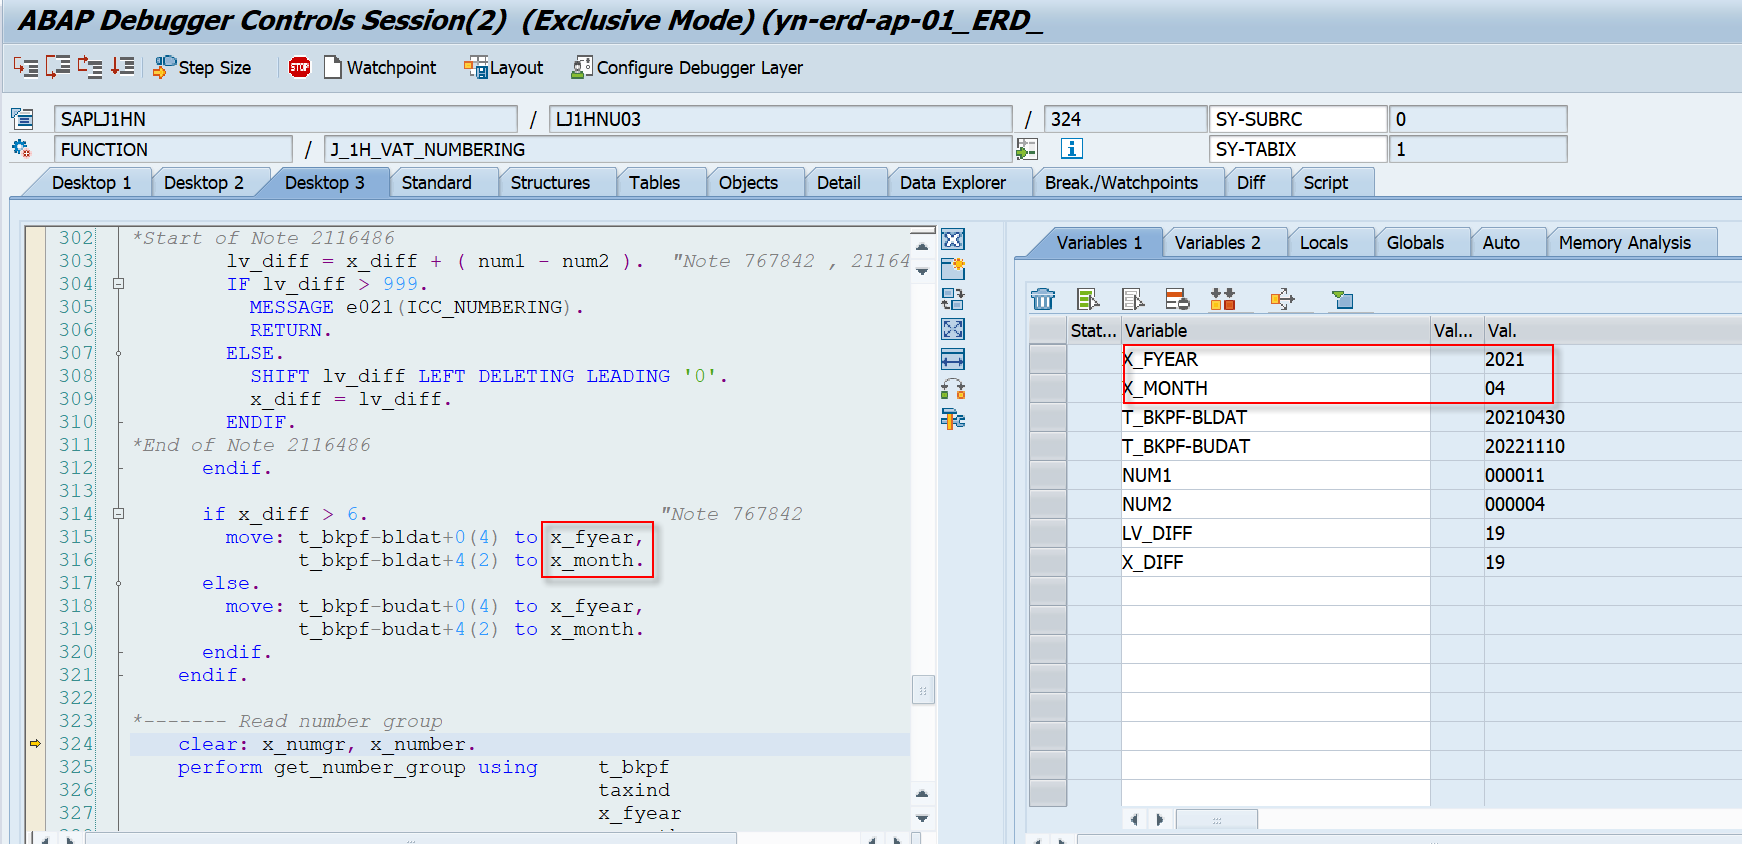 ABAP Debugger Controls Session(2) (Exclusive Mode) (yn-erd-ap-01_ERD_
Step Size STOP Watchpoint Layout Configure Debugger Layer
SAPLJ1HN / LJ1HNU03 / 324 SY-SUBRC 0
FUNCTION / J_1H_VAT_NUMBERING SY-TABIX 1
Desktop 1 Desktop 2 Desktop 3 Standard Structures Tables Objects Detail Data Explorer Break./Watchpoints Diff Script
302 *Start of Note 2116486
303 lv_diff = x_diff + ( num1 - num2 ). "Note 767842 , 21164
304 IF lv_diff > 999.
305 MESSAGE e021(ICC_NUMBERING).
306 RETURN.
307 ELSE.
308 SHIFT lv_diff LEFT DELETING LEADING '0'.
309 x_diff = lv_diff.
310 ENDIF.
311 *End of Note 2116486
312 endif.
313
314 if x_diff > 6. "Note 767842
315 move: t_bkpf-bldat+0(4) to x_fyear,
316 t_bkpf-bldat+4(2) to x_month.
317 else.
318 move: t_bkpf-budat+0(4) to x_fyear,
319 t_bkpf-budat+4(2) to x_month.
320 endif.
321 endif.
322
323 *------- Read number group
324 clear: x_numgr, x_number.
325 perform get_number_group using t_bkpf
326 taxind
327 x_fyear
Variables 1 Variables 2 Locals Globals Auto Memory Analysis
Stat... Variable Val... Val.
X_FYEAR 2021
X_MONTH 04
T_BKPF-BLDAT 20210430
T_BKPF-BUDAT 20221110
NUM1 000011
NUM2 000004
LV_DIFF 19
X_DIFF 19